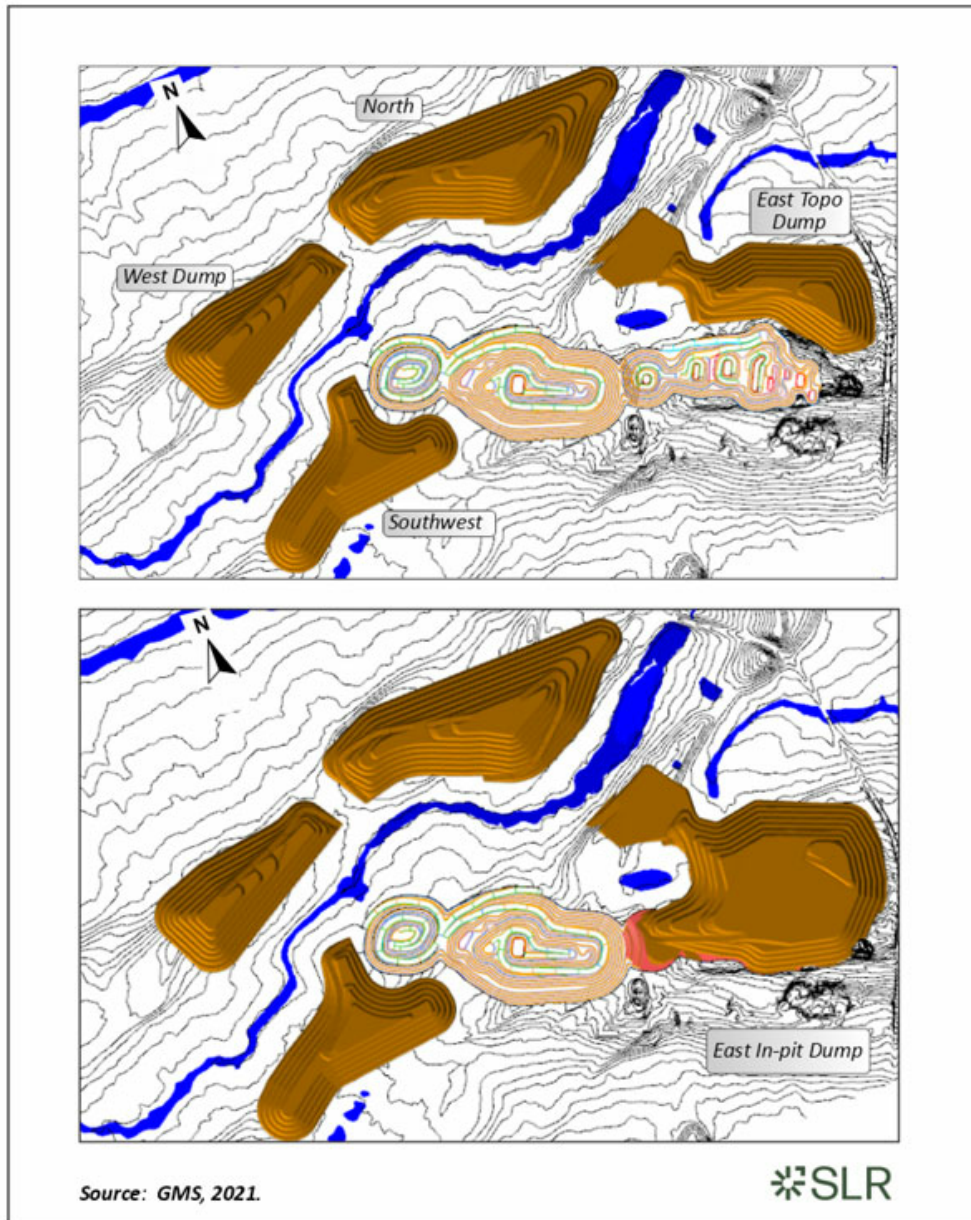 N
North
East Topo
Dump
West Dump
Southwest
N
East In-pit Dump
Source: GMS, 2021.
SLR